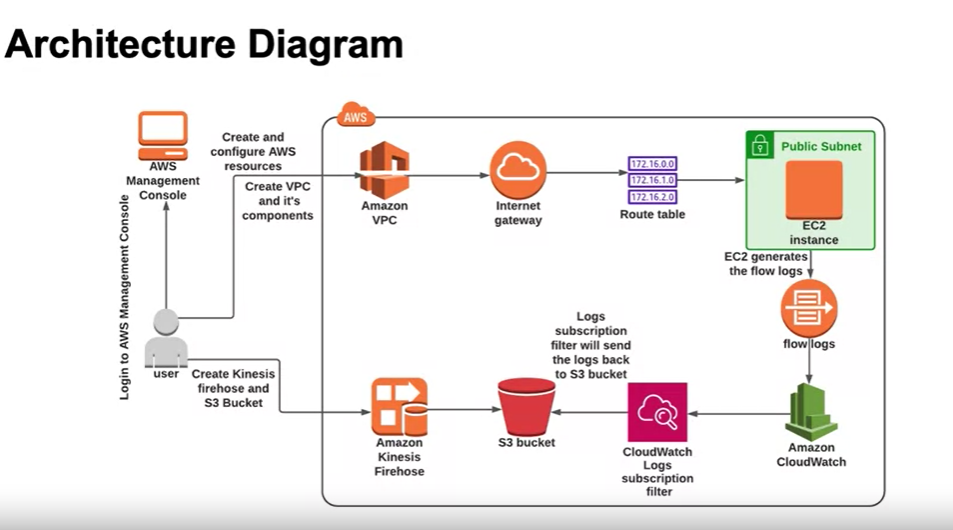 Architecture Diagram
AWS
AWS
Management
Console
Login to AWS Management Console
user
Create and
configure AWS
resources
Create VPC
and it's
components
Amazon
VPC
Internet
gateway
172.16.0.0
172.16.1.0
172.16.2.0
Route table
Public Subnet
EC2
instance
EC2 generates
the flow logs
flow logs
Amazon
CloudWatch
Logs
subscription
filter will send
the logs back
to S3 bucket
CloudWatch
Logs
subscription
filter
S3 bucket
Create Kinesis
firehose and
S3 Bucket
Amazon
Kinesis
Firehose